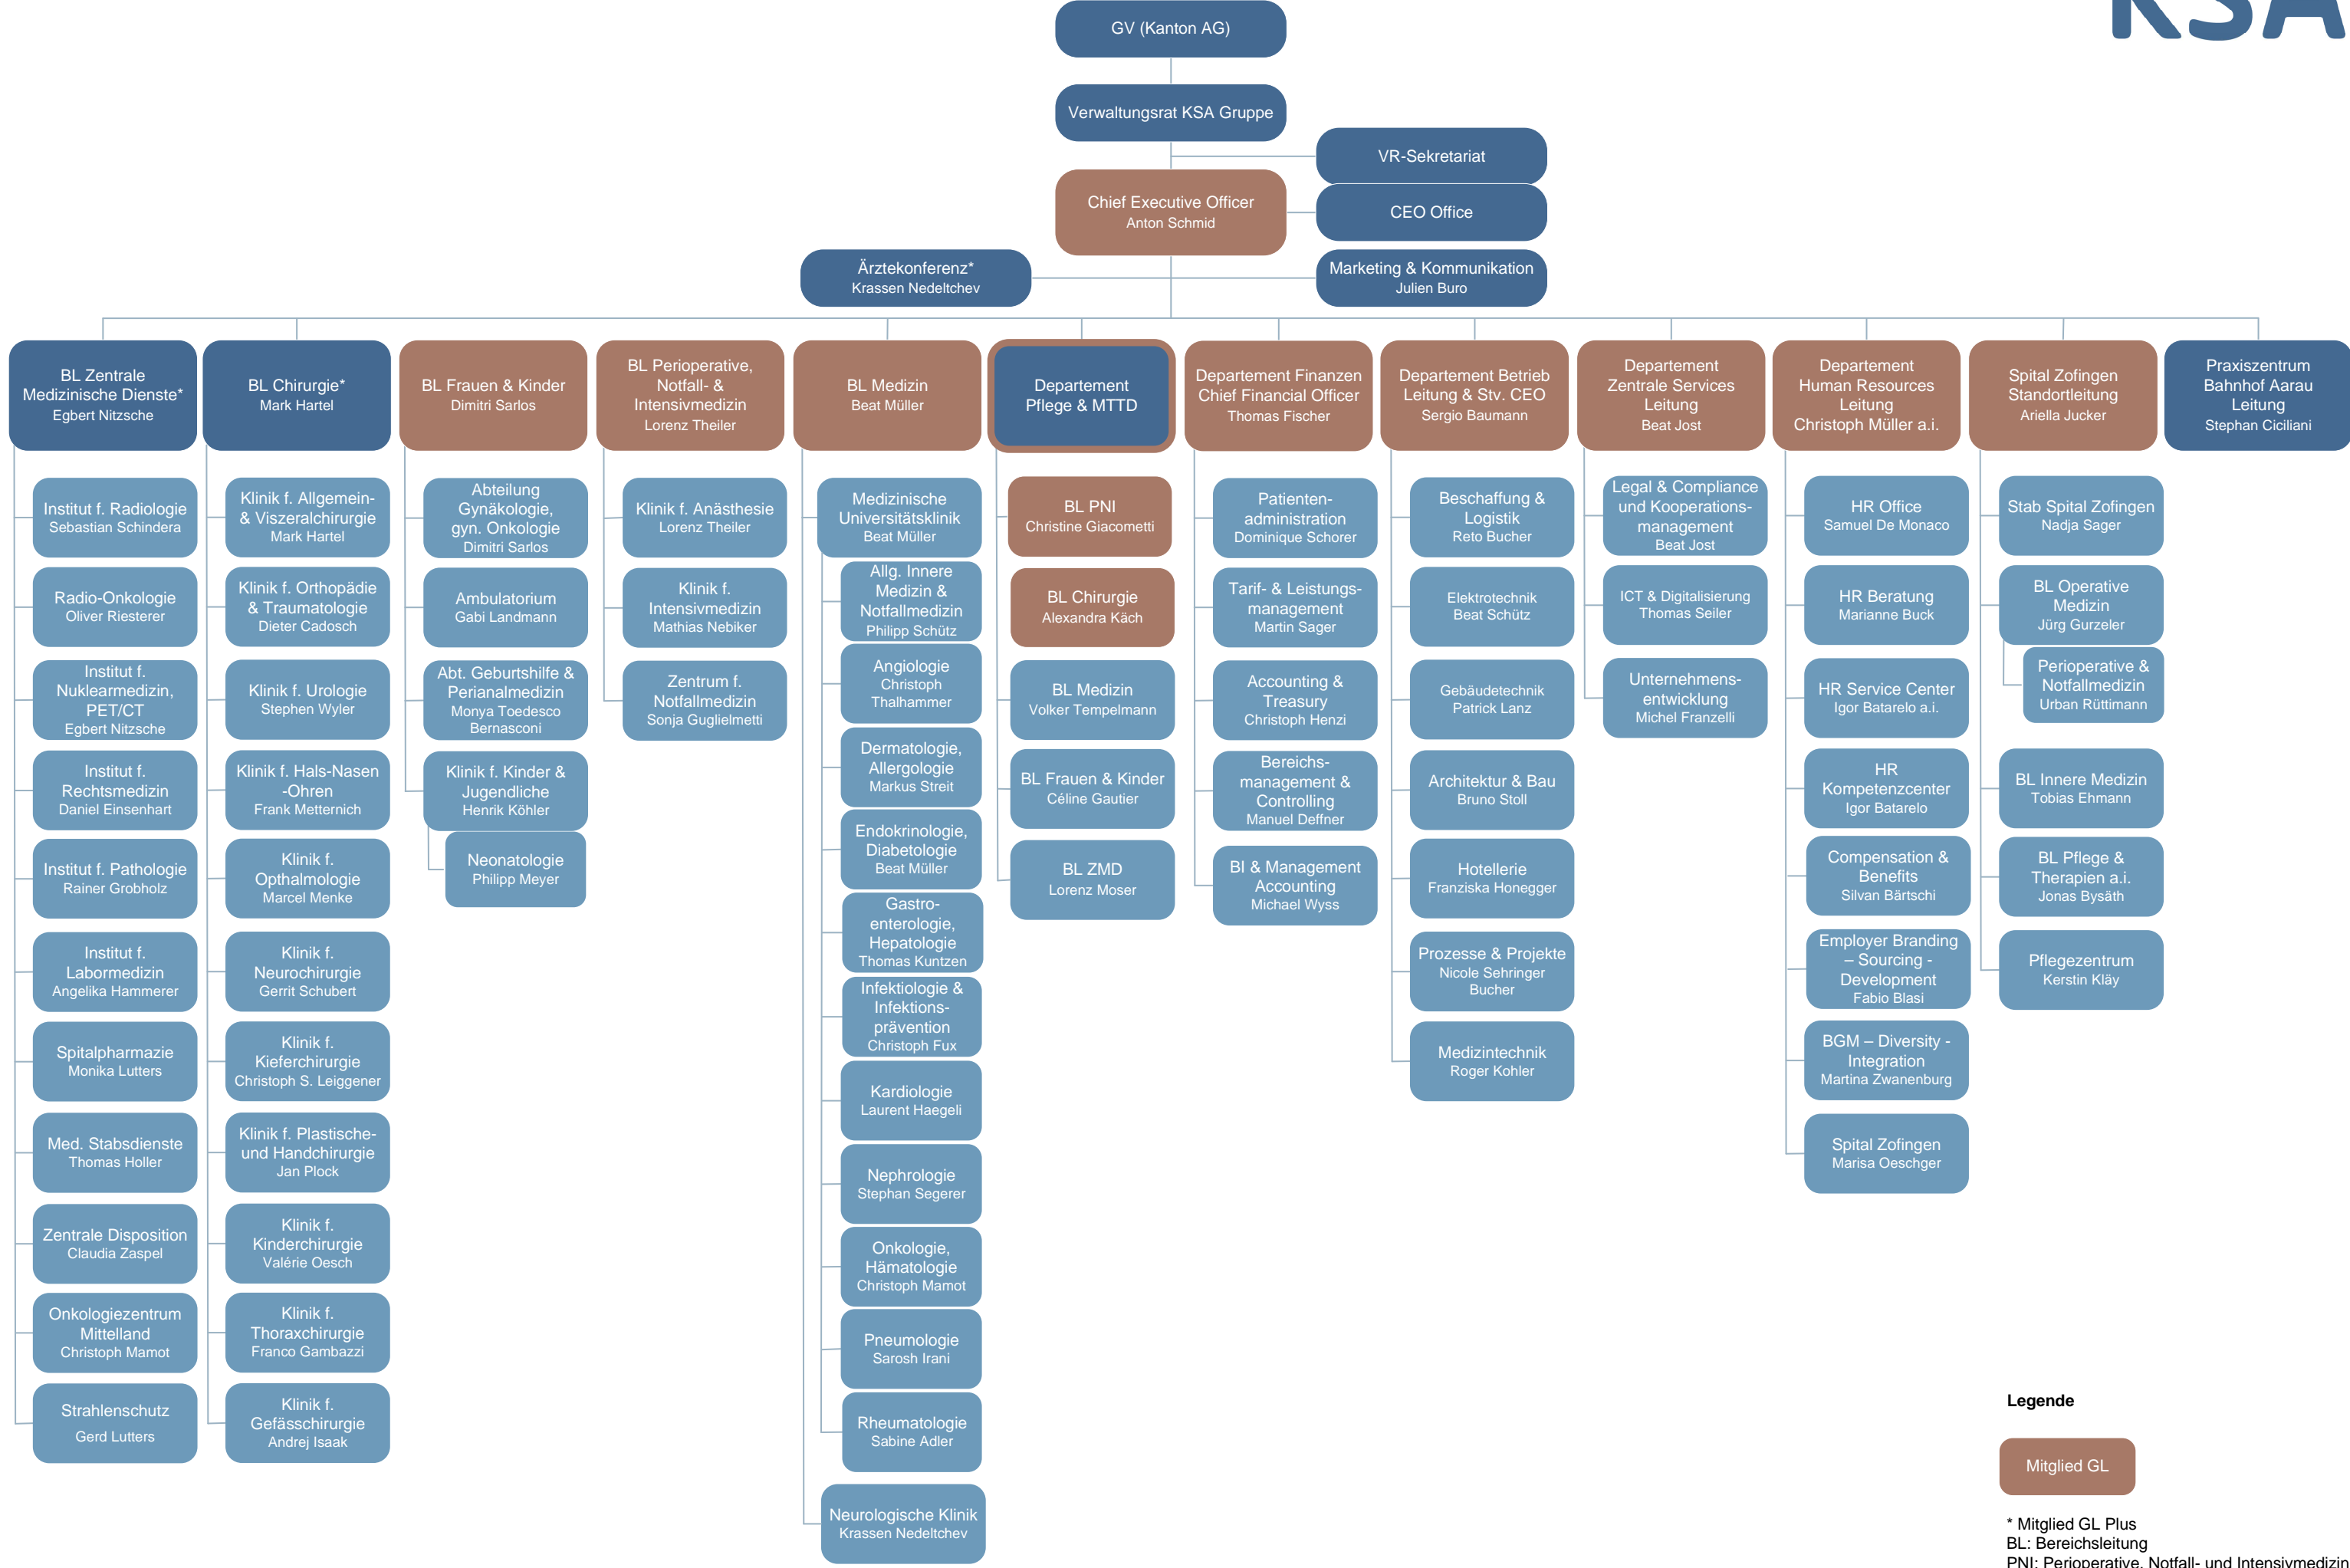 KSA
GV (Kanton AG)
Verwaltungsrat KSA Gruppe
VR-Sekretariat
Chief Executive Officer
Anton Schmid
CEO Office
Ärztekonferenz*
Krassen Nedeltchev
Marketing & Kommunikation
Julien Buro
BL Zentrale
Medizinische Dienste*
Egbert Nitzsche
BL Chirurgie*
Mark Hartel
BL Frauen & Kinder
Dimitri Sarlos
BL Perioperative,
Notfall- &
Intensivmedizin
Lorenz Theiler
BL Medizin
Beat Müller
Departement
Pflege & MTTD
Departement Finanzen
Chief Financial Officer
Thomas Fischer
Departement Betrieb
Leitung & Stv. CEO
Sergio Baumann
Departement
Zentrale Services
Leitung
Beat Jost
Departement
Human Resources
Leitung
Christoph Müller a.i.
Spital Zofingen
Standortleitung
Ariella Jucker
Praxiszentrum
Bahnhof Aarau
Leitung
Stephan Ciciliani
Institut f. Radiologie
Sebastian Schindera
Radio-Onkologie
Oliver Riesterer
Institut f.
Nuklearmedizin,
PET/CT
Egbert Nitzsche
Institut f.
Rechtsmedizin
Daniel Einsenhart
Institut f. Pathologie
Rainer Grobholz
Institut f.
Labormedizin
Angelika Hammerer
Spitalpharmazie
Monika Lutters
Med. Stabsdienste
Thomas Holler
Zentrale Disposition
Claudia Zaspel
Onkologiezentrum
Mittelland
Christoph Mamot
Strahlenschutz
Gerd Lutters
Klinik f. Allgemein-
& Viszeralchirurgie
Mark Hartel
Klinik f. Orthopädie
& Traumatologie
Dieter Cadosch
Klinik f. Urologie
Stephen Wyler
Klinik f. Hals-Nasen
-Ohren
Frank Metternich
Klinik f.
Opthalmologie
Marcel Menke
Klinik f.
Neurochirurgie
Gerrit Schubert
Klinik f.
Kieferchirurgie
Christoph S. Leiggener
Klinik f. Plastische-
und Handchirurgie
Jan Plock
Klinik f.
Kinderchirurgie
Valérie Oesch
Klinik f.
Thoraxchirurgie
Franco Gambazzi
Klinik f.
Gefässchirurgie
Andrej Isaak
Abteilung
Gynäkologie,
gyn. Onkologie
Dimitri Sarlos
Ambulatorium
Gabi Landmann
Abt. Geburtshilfe &
Perianalmedizin
Monya Toedesco
Bernasconi
Klinik f. Kinder &
Jugendliche
Henrik Köhler
Neonatologie
Philipp Meyer
Klinik f. Anästhesie
Lorenz Theiler
Klinik f.
Intensivmedizin
Mathias Nebiker
Zentrum f.
Notfallmedizin
Sonja Guglielmetti
Medizinische
Universitätsklinik
Beat Müller
Allg. Innere
Medizin &
Notfallmedizin
Philipp Schütz
Angiologie
Christoph
Thalhammer
Dermatologie,
Allergologie
Markus Streit
Endokrinologie,
Diabetologie
Beat Müller
Gastro-
enterologie,
Hepatologie
Thomas Kuntzen
Infektiologie &
Infektions-
prävention
Christoph Fux
Kardiologie
Laurent Haegeli
Nephrologie
Stephan Segerer
Onkologie,
Hämatologie
Christoph Mamot
Pneumologie
Sarosh Irani
Rheumatologie
Sabine Adler
Neurologische Klinik
Krassen Nedeltchev
BL PNI
Christine Giacometti
BL Chirurgie
Alexandra Käch
BL Medizin
Volker Tempelmann
BL Frauen & Kinder
Céline Gautier
BL ZMD
Lorenz Moser
Patienten-
administration
Dominique Schorer
Tarif- & Leistungs-
management
Martin Sager
Accounting &
Treasury
Christoph Henzi
Bereichs-
management &
Controlling
Manuel Deffner
BI & Management
Accounting
Michael Wyss
Beschaffung &
Logistik
Reto Bucher
Elektrotechnik
Beat Schütz
Gebäudetechnik
Patrick Lanz
Architektur & Bau
Bruno Stoll
Hotellerie
Franziska Honegger
Prozesse & Projekte
Nicole Sehringer
Bucher
Medizintechnik
Roger Kohler
Legal & Compliance
und Kooperations-
management
Beat Jost
ICT & Digitalisierung
Thomas Seiler
Unternehmens-
entwicklung
Michel Franzelli
HR Office
Samuel De Monaco
HR Beratung
Marianne Buck
HR Service Center
Igor Batarelo a.i.
HR
Kompetenzcenter
Igor Batarelo
Compensation &
Benefits
Silvan Bärtschi
Employer Branding
– Sourcing -
Development
Fabio Blasi
BGM – Diversity -
Integration
Martina Zwanenburg
Spital Zofingen
Marisa Oeschger
Stab Spital Zofingen
Nadja Sager
BL Operative
Medizin
Jürg Gurzeler
Perioperative &
Notfallmedizin
Urban Rüttimann
BL Innere Medizin
Tobias Ehmann
BL Pflege &
Therapien a.i.
Jonas Bysäth
Pflegezentrum
Kerstin Kläy
Legende
Mitglied GL
* Mitglied GL Plus
BL: Bereichsleitung
PNI: Perioperative, Notfall- und Intensivmedizin